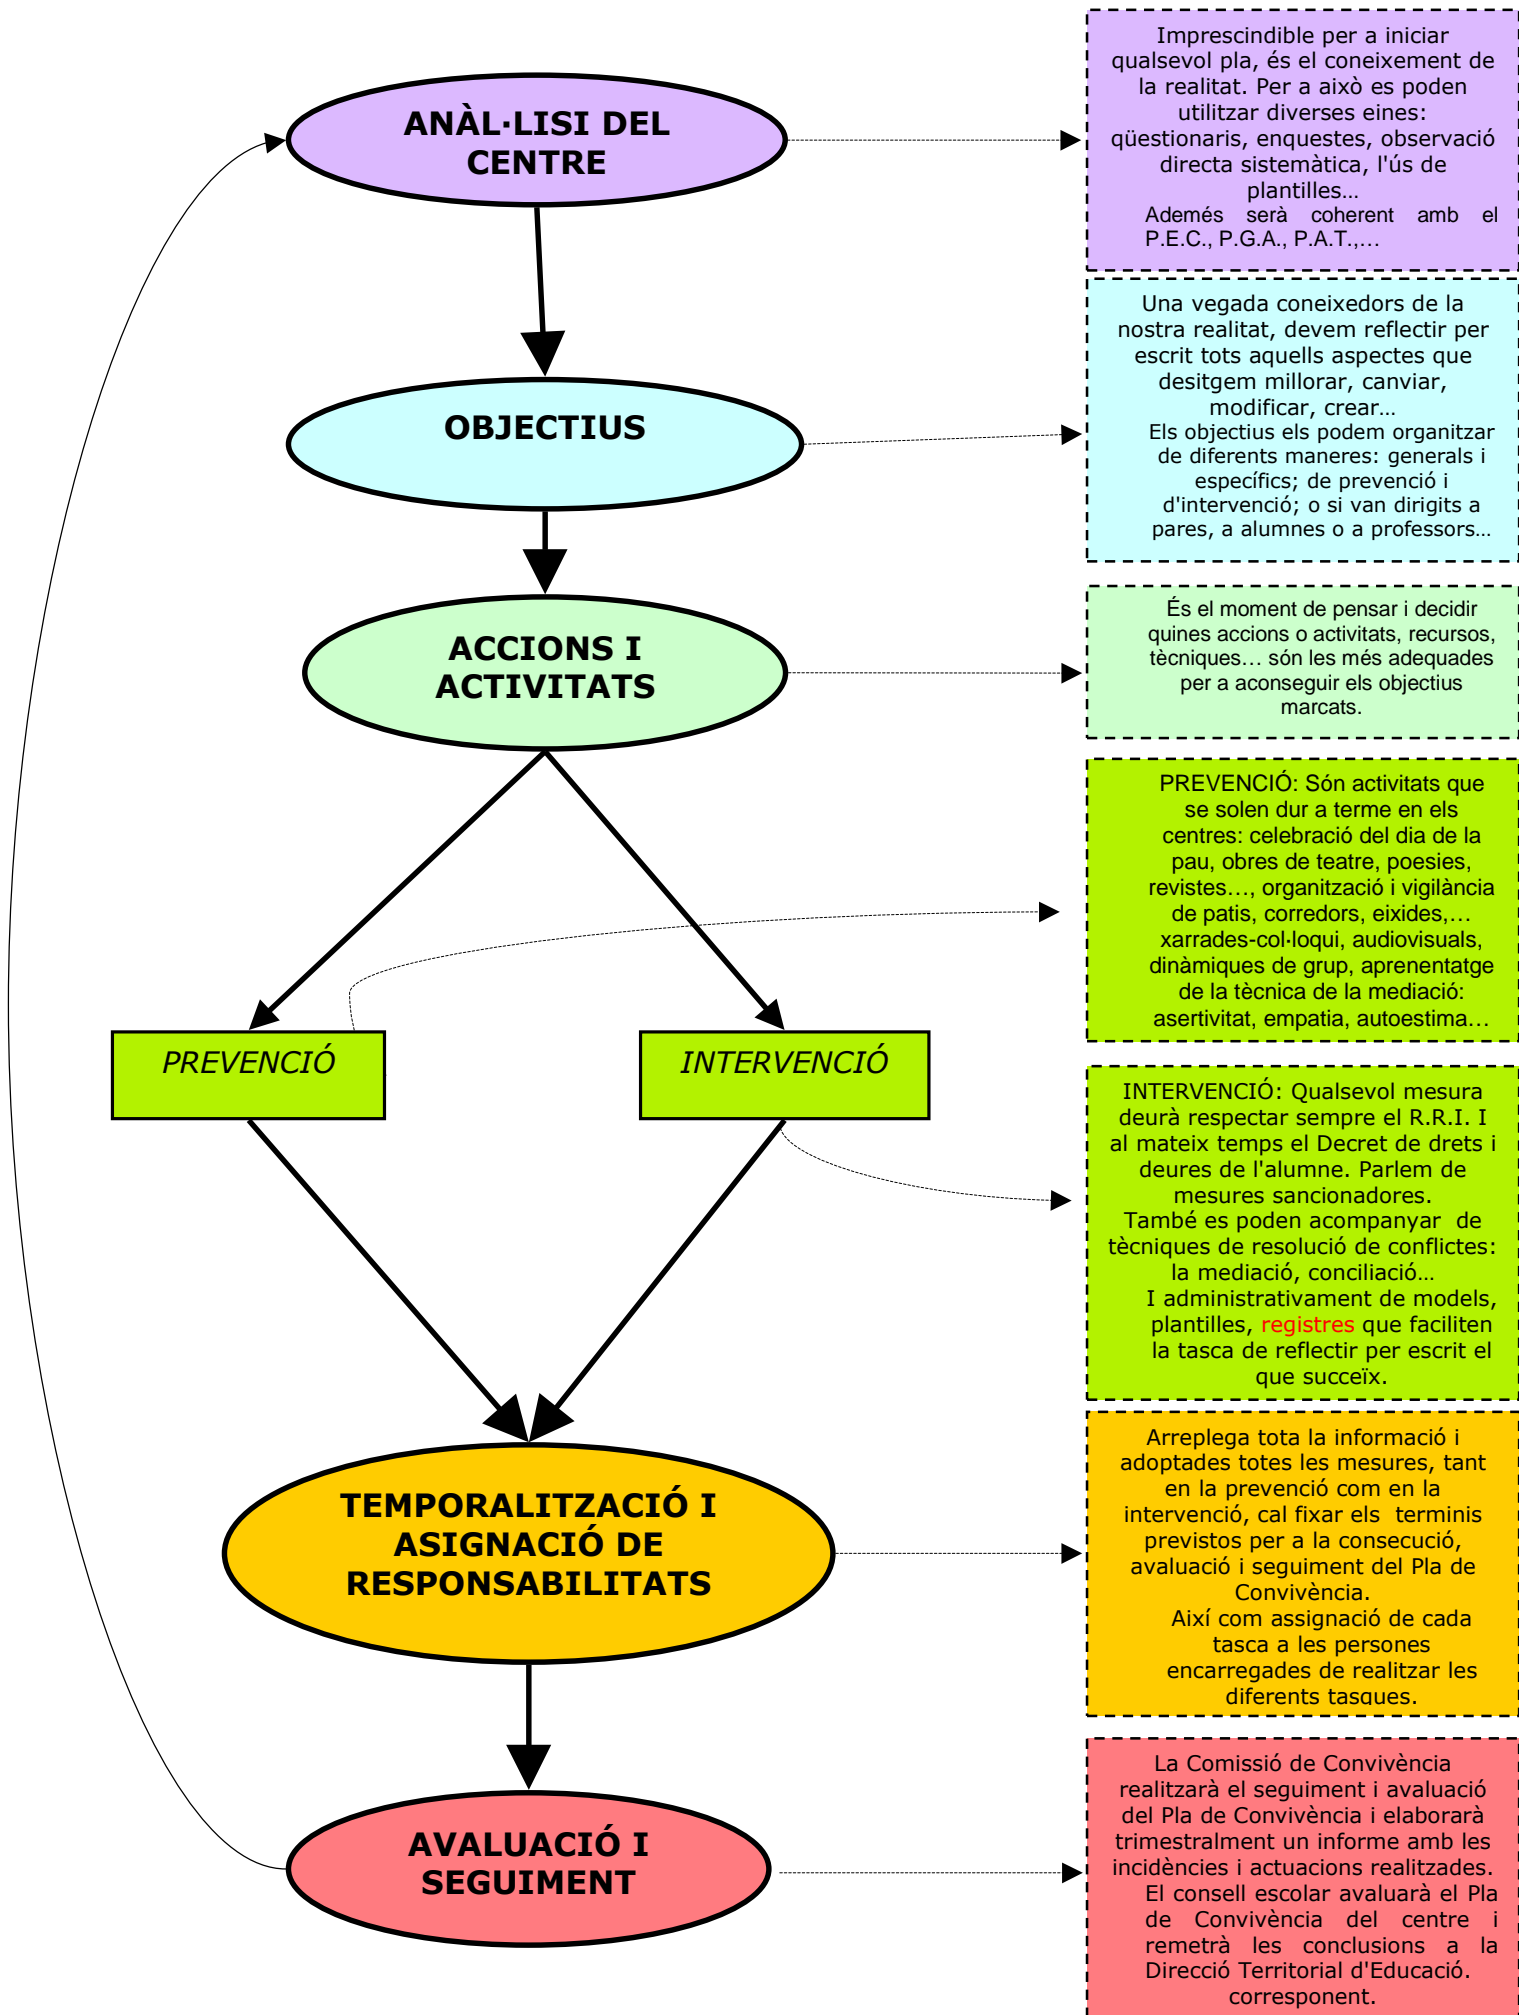 ANÀL·LISI DEL
CENTRE
Imprescindible per a iniciar
qualsevol pla, és el coneixement de
la realitat. Per a això es poden
utilitzar diverses eines:
qüestionaris, enquestes, observació
directa sistemàtica, l'ús de
plantilles…
Además serà coherent amb el
P.E.C., P.G.A., P.A.T.,…
OBJECTIUS
Una vegada coneixedors de la
nostra realitat, devem reflectir per
escrit tots aquells aspectes que
desitgem millorar, canviar,
modificar, crear…
Els objectius els podem organitzar
de diferents maneres: generals i
específics; de prevenció i
d'intervenció; o si van dirigits a
pares, a alumnes o a professors…
ACCIONS I
ACTIVITATS
És el moment de pensar i decidir
quines accions o activitats, recursos,
tècniques… són les més adequades
per a aconseguir els objectius
marcats.
PREVENCIÓ: Són activitats que
se solen dur a terme en els
centres: celebració del dia de la
pau, obres de teatre, poesies,
revistes…, organització i vigilància
de patis, corredors, eixides,…
xarrades-col·loqui, audiovisuals,
dinàmiques de grup, aprenentatge
de la tècnica de la mediació:
asertivitat, empatia, autoestima…
PREVENCIÓ
INTERVENCIÓ
INTERVENCIÓ: Qualsevol mesura
deurà respectar sempre el R.R.I. I
al mateix temps el Decret de drets i
deures de l'alumne. Parlem de
mesures sancionadores.
També es poden acompanyar de
tècniques de resolució de conflictes:
la mediació, conciliació…
I administrativament de models,
plantilles, registres que faciliten
la tasca de reflectir per escrit el
que succeïx.
TEMPORALITZACIÓ I
ASIGNACIÓ DE
RESPONSABILITATS
Arreplega tota la informació i
adoptades totes les mesures, tant
en la prevenció com en la
intervenció, cal fixar els terminis
previstos per a la consecució,
avaluació i seguiment del Pla de
Convivència.
Així com assignació de cada
tasca a les persones
encarregades de realitzar les
diferents tasques.
AVALUACIÓ I
SEGUIMENT
La Comissió de Convivència
realitzarà el seguiment i avaluació
del Pla de Convivència i elaborarà
trimestralment un informe amb les
incidències i actuacions realitzades.
El consell escolar avaluarà el Pla
de Convivència del centre i
remetrà les conclusions a la
Direcció Territorial d'Educació.
corresponent.